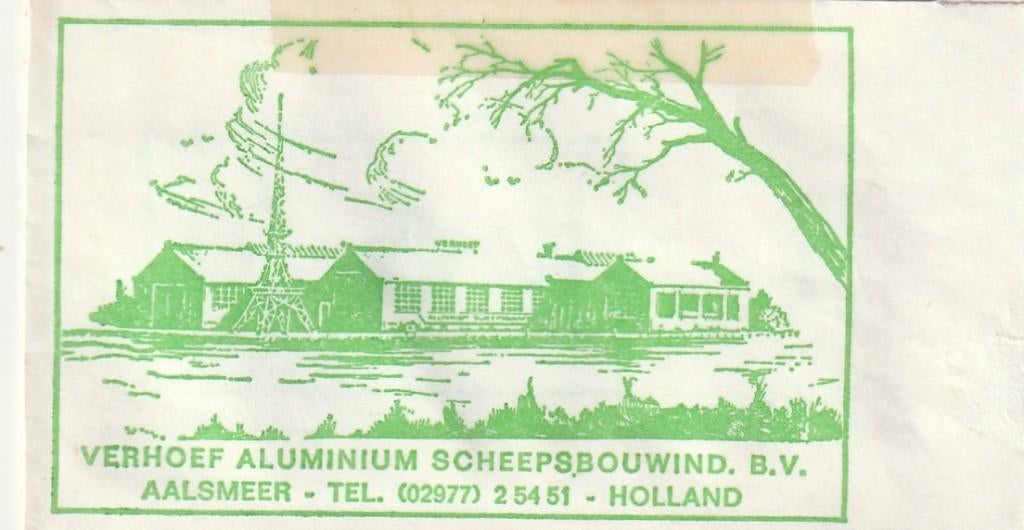 VERHOEF
VERHOEF ALUMINIUM SCHEEPSBOUWIND. B.V.
AALSMEER - TEL. (02977) 2 54 51 - HOLLAND